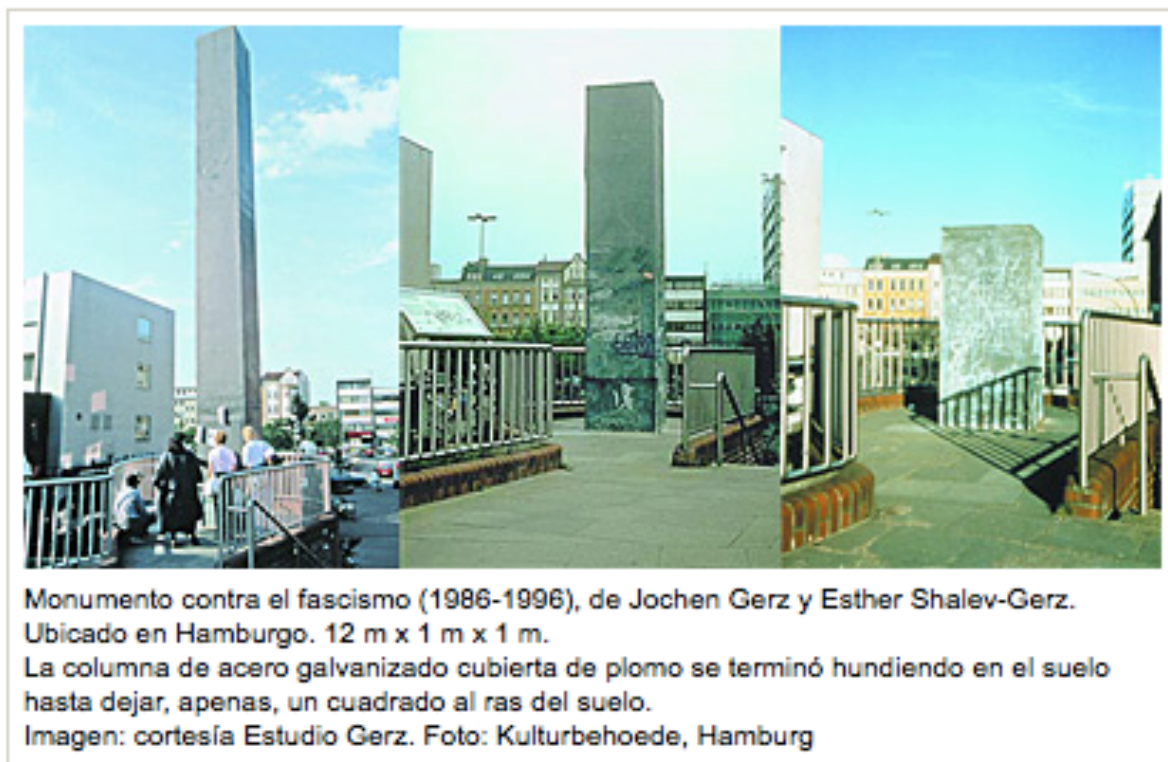 Monumento contra el fascismo (1986-1996), de Jochen Gerz y Esther Shalev-Gerz.
Ubicado en Hamburgo. 12 m x 1 m x 1 m.
La columna de acero galvanizado cubierta de plomo se terminó hundiendo en el suelo
hasta dejar, apenas, un cuadrado al ras del suelo.
Imagen: cortesía Estudio Gerz. Foto: Kulturbehoede, Hamburg